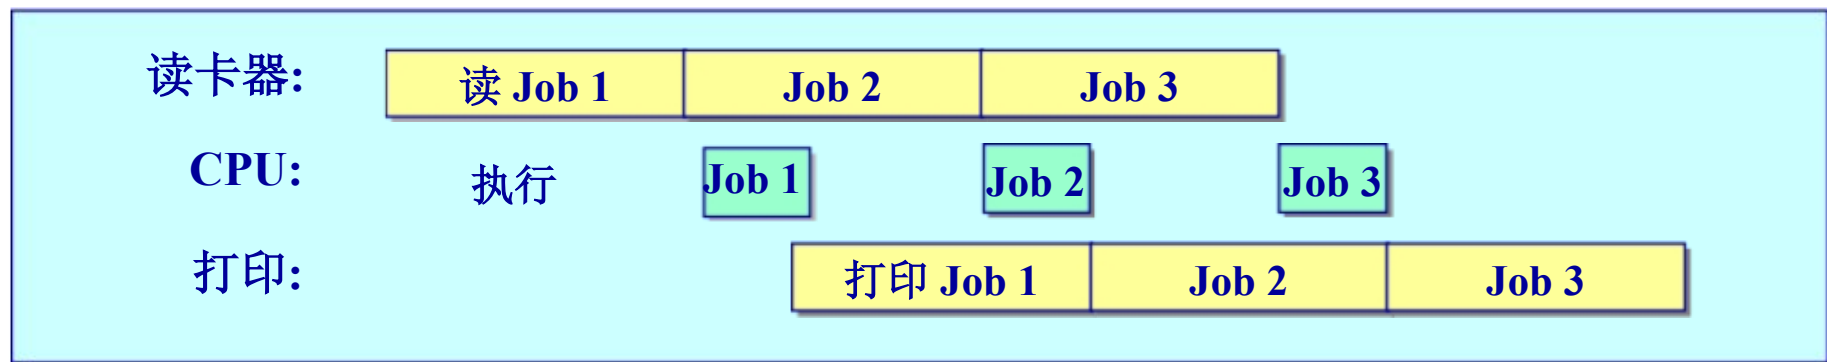 读卡器: 读 Job 1 Job 2 Job 3
CPU: 执行 Job 1 Job 2 Job 3
打印: 打印 Job 1 Job 2 Job 3